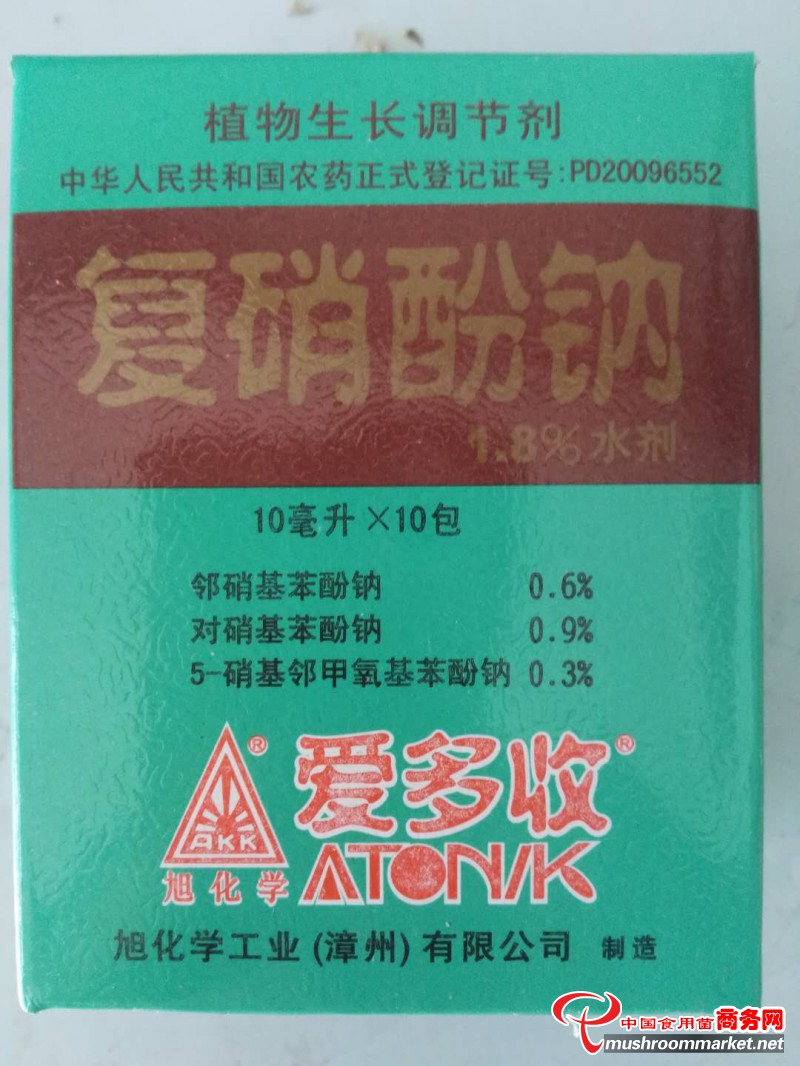 植物生长调节剂
中华人民共和国农药正式登记证号:PD20096552
复硝酚钠
1.8%水剂
10毫升×10包
邻硝基苯酚钠 0.6%
对硝基苯酚钠 0.9%
5-硝基邻甲氧基苯酚钠 0.3%
AKK®
旭化学
爱多收®
ATONIK
旭化学工业(漳州)有限公司 制造
中国食用菌商务网
mushroommarket.net